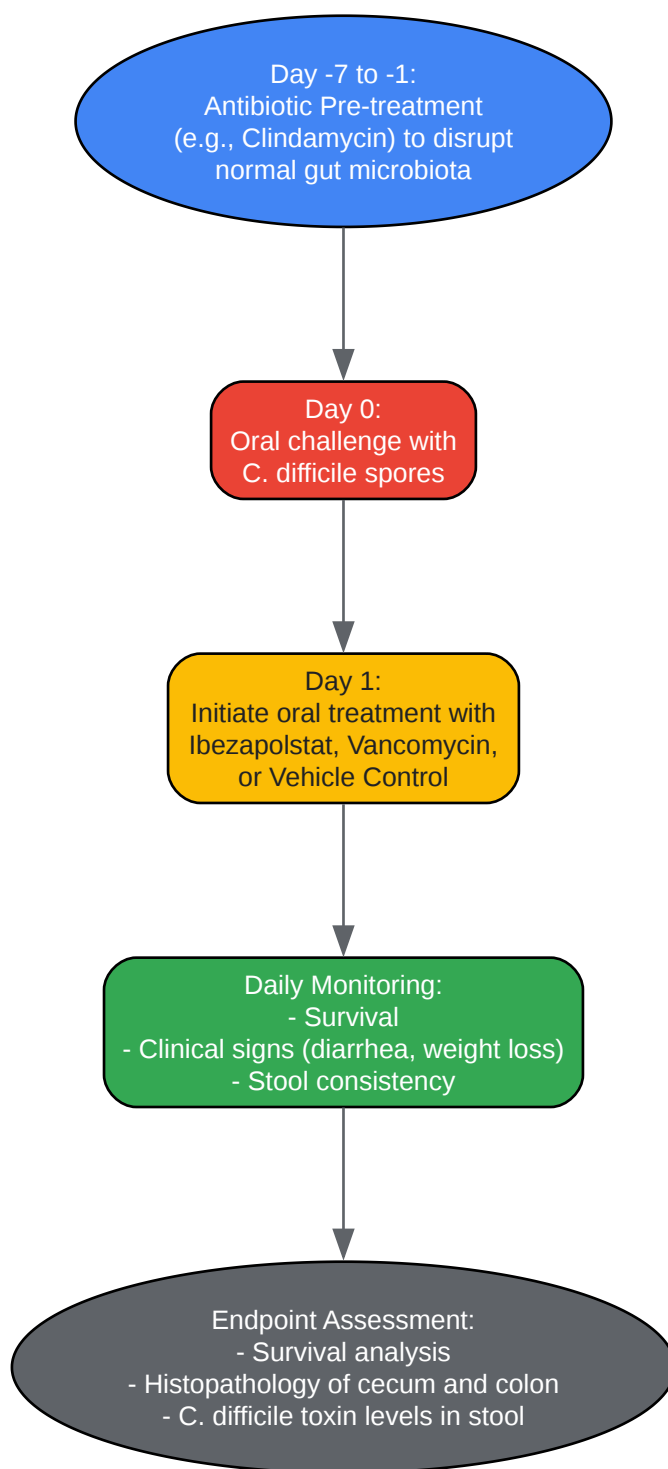 Day -7 to -1:
Antibiotic Pre-treatment
(e.g., Clindamycin) to disrupt
normal gut microbiota
Day 0:
Oral challenge with
C. difficile spores
Day 1:
Initiate oral treatment with
Ibezapolstat, Vancomycin,
or Vehicle Control
Daily Monitoring:
- Survival
- Clinical signs (diarrhea, weight loss)
- Stool consistency
Endpoint Assessment:
- Survival analysis
- Histopathology of cecum and colon
- C. difficile toxin levels in stool